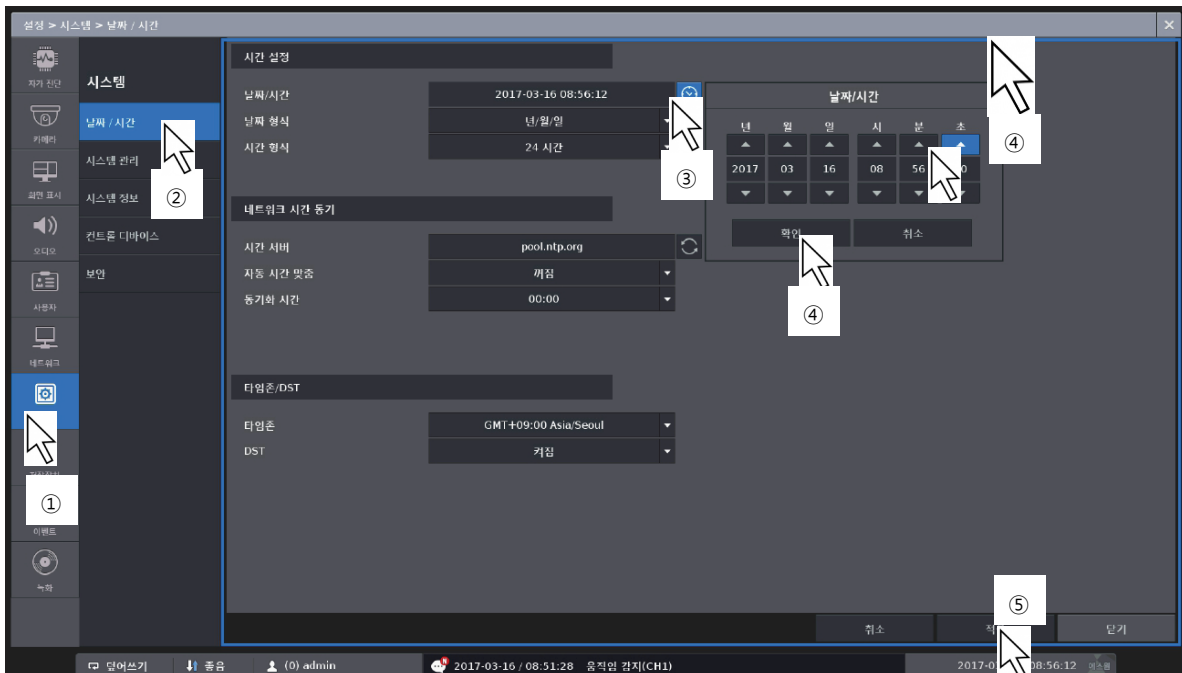 설정 > 시스템 > 날짜 / 시간
자가 진단
카메라
화면 표시
오디오
사용자
네트워크
①
이벤트
녹화
시스템
날짜 / 시간
②
시스템 관리
시스템 정보
컨트롤 디바이스
보안
시간 설정
날짜/시간 2017-03-16 08:56:12
날짜 형식 년/월/일
시간 형식 24 시간
③
네트워크 시간 동기
시간 서버 pool.ntp.org
자동 시간 맞춤 꺼짐
동기화 시간 00:00
타임존/DST
타임존 GMT+09:00 Asia/Seoul
DST 켜짐
날짜/시간
년 월 일 시 분 초
2017 03 16 08 56
확인 취소
④
④
⑤
취소 닫기
덮어쓰기 좋음 (0) admin 2017-03-16 / 08:51:28 움직임 감지(CH1) 8:56:12